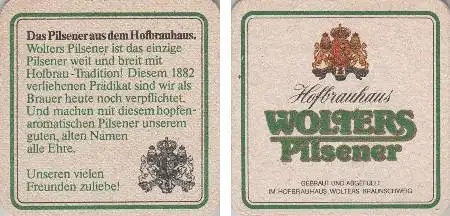 Das Pilsener aus dem Hofbrauhaus.
Wolters Pilsener ist das einzige
Pilsener weit und breit mit
Hofbrau-Tradition! Diesem 1882
verliehenen Prädikat sind wir als
Brauer heute noch verpflichtet.
Und machen mit diesem hopfen-
aromatischen Pilsener unserem
guten, alten Namen
alle Ehre.
Unseren vielen
Freunden zuliebe!
Hofbrauhaus
WOLTERS
Pilsener
GEBRAUT UND ABGEFÜLLT
IM HOFBRAUHAUS WOLTERS BRAUNSCHWEIG